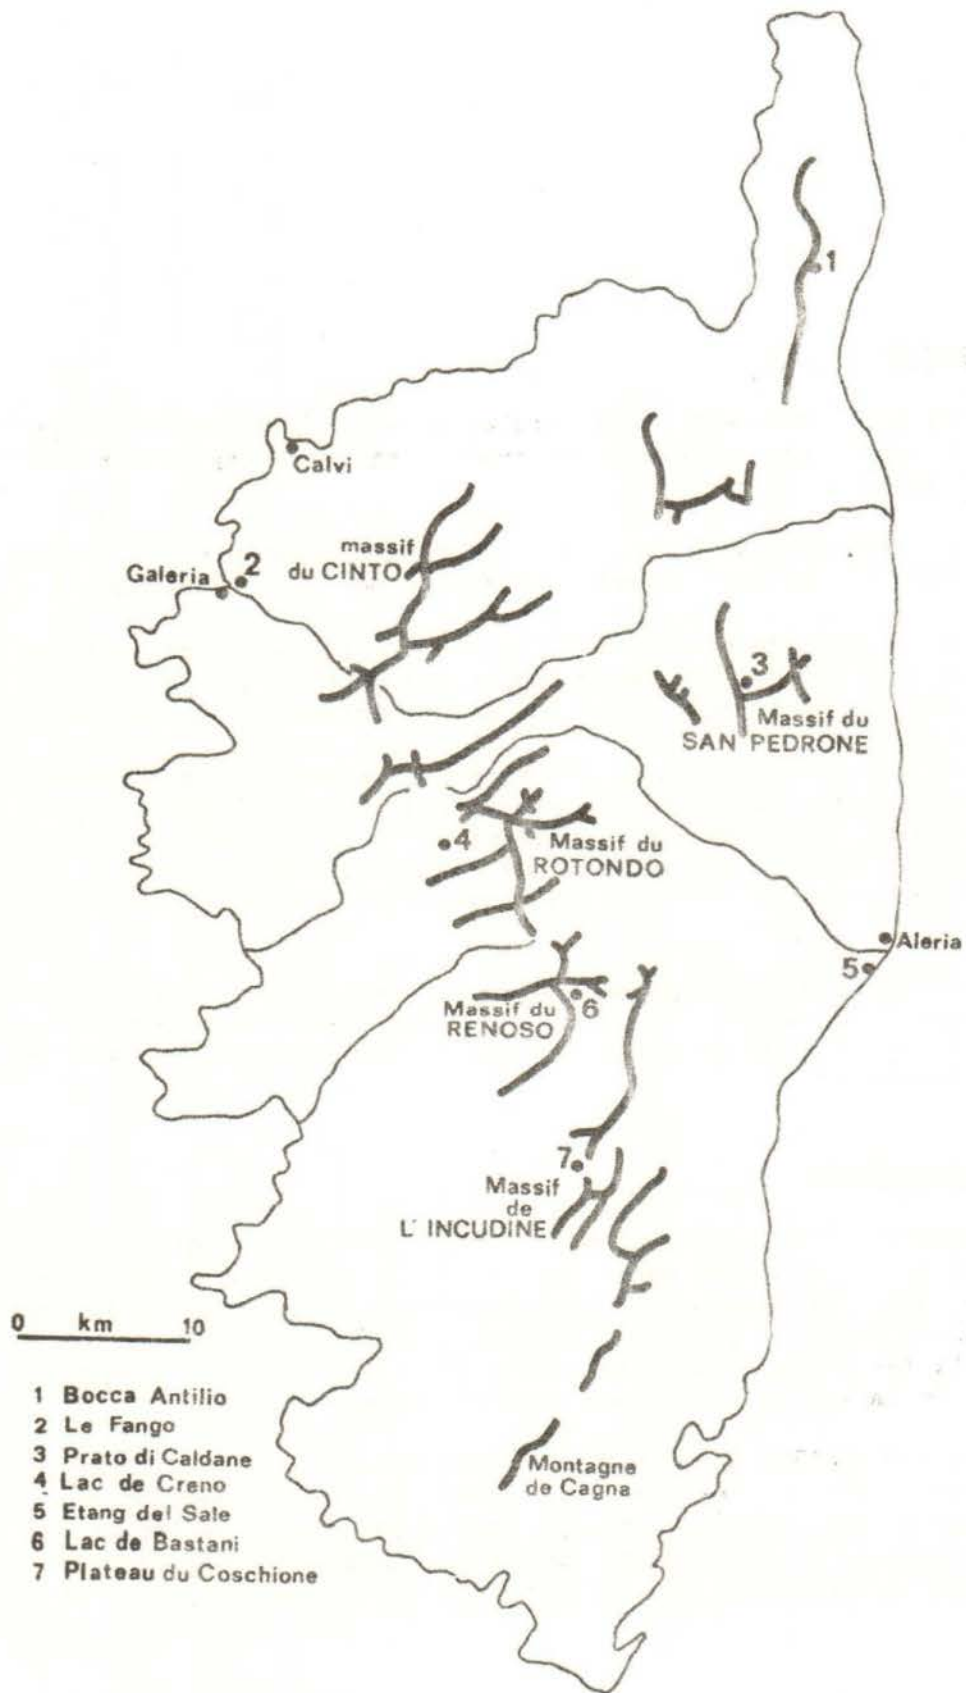 1
Calvi
massif
du CINTO
Galeria
2
3
Massif du
SAN PEDRONE
4
Massif du
ROTONDO
Aleria
5
Massif du
RENOSO
6
7
Massif
de
L' INCUDINE
0 km 10
1 Bocca Antilio
2 Le Fango
3 Prato di Caldane
4 Lac de Creno
5 Etang del Sale
6 Lac de Bastani
7 Plateau du Coschione
Montagne
de Cagna